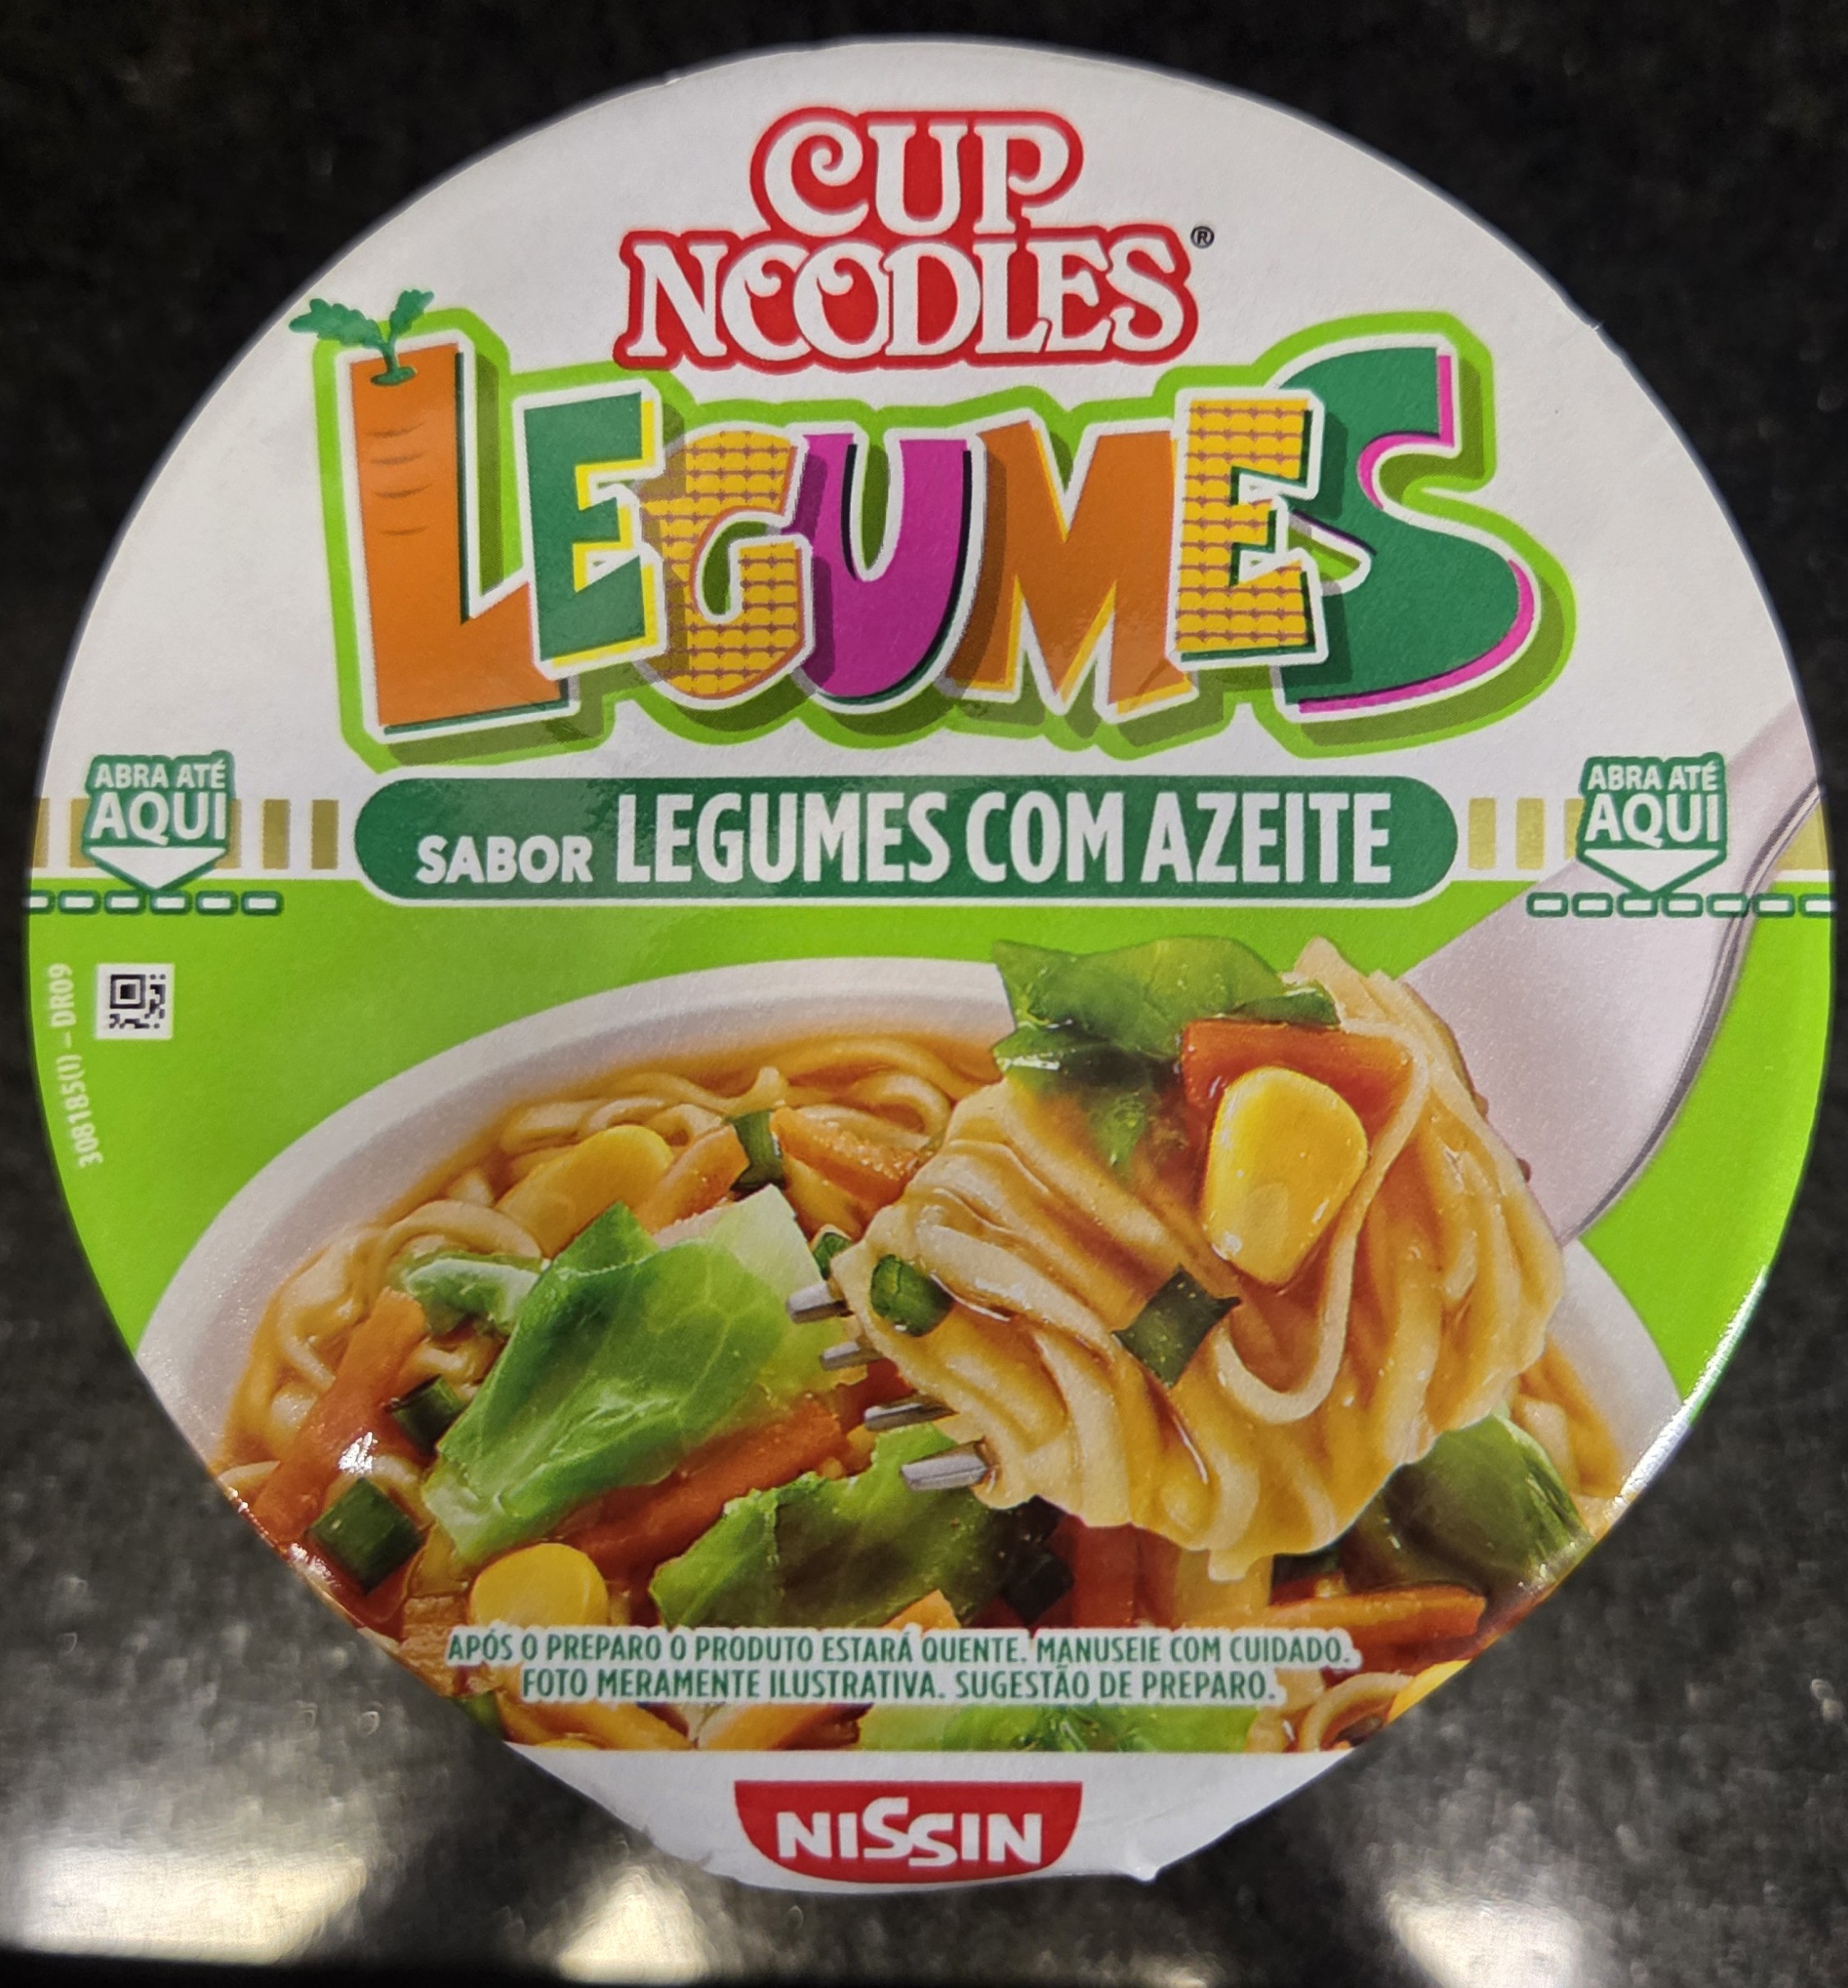 CUP
NOODLES®
LEGUMES
ABRA ATÉ
AQUI
SABOR LEGUMES COM AZEITE
ABRA ATÉ
AQUI
308185(1) – DR09
APÓS O PREPARO O PRODUTO ESTARÁ QUENTE. MANUSEIE COM CUIDADO.
FOTO MERAMENTE ILUSTRATIVA. SUGESTÃO DE PREPARO.
NISSIN